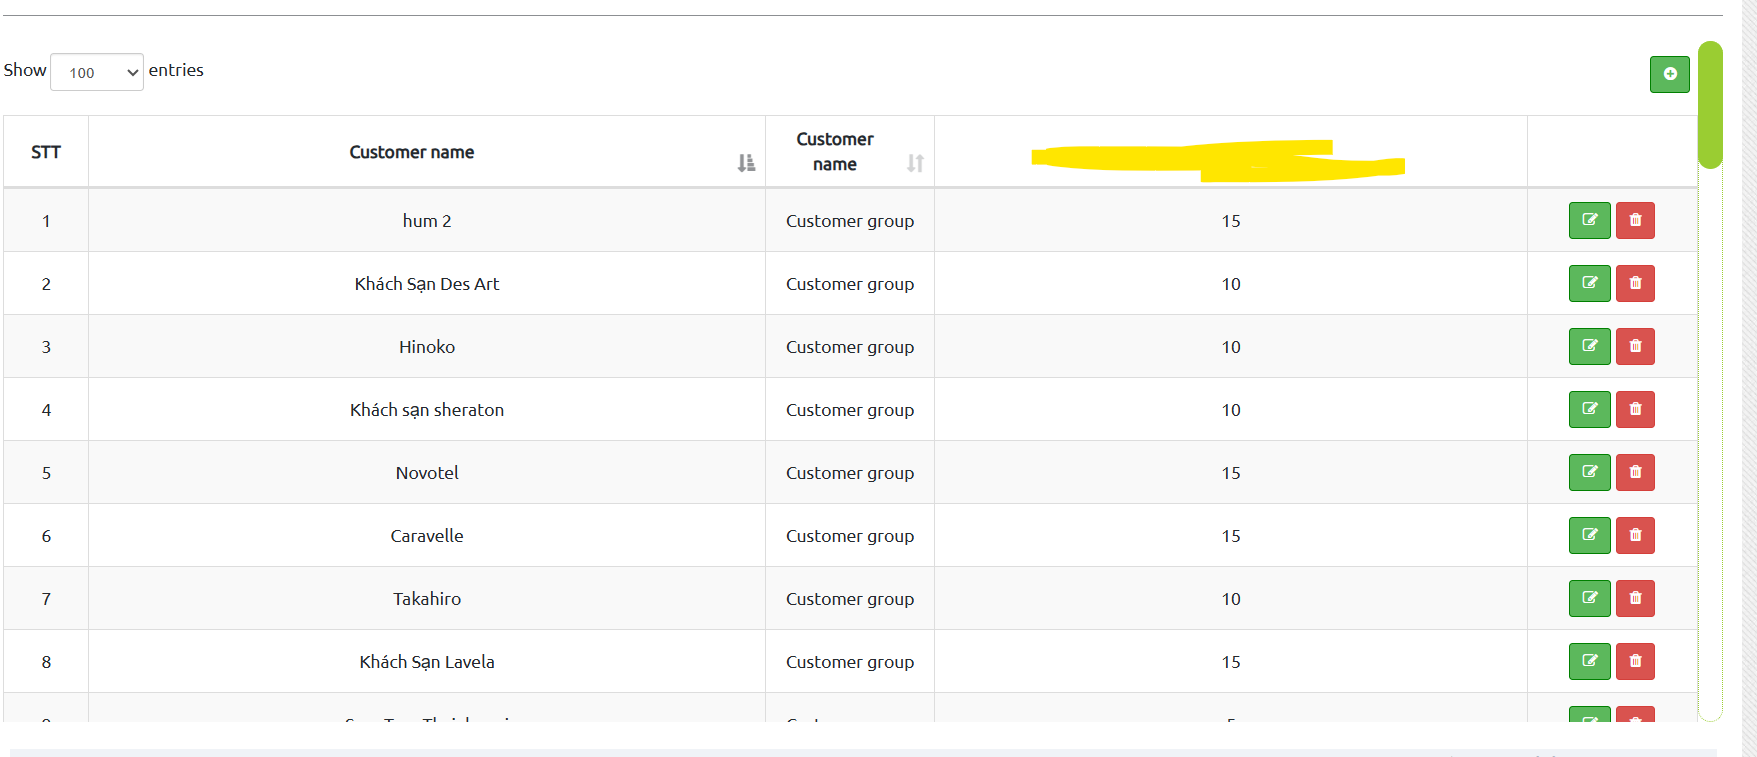 Show 100 entries
STT Customer name Customer name
1 hum 2 Customer group 15
2 Khách Sạn Des Art Customer group 10
3 Hinoko Customer group 10
4 Khách sạn sheraton Customer group 10
5 Novotel Customer group 15
6 Caravelle Customer group 15
7 Takahiro Customer group 10
8 Khách Sạn Lavela Customer group 15